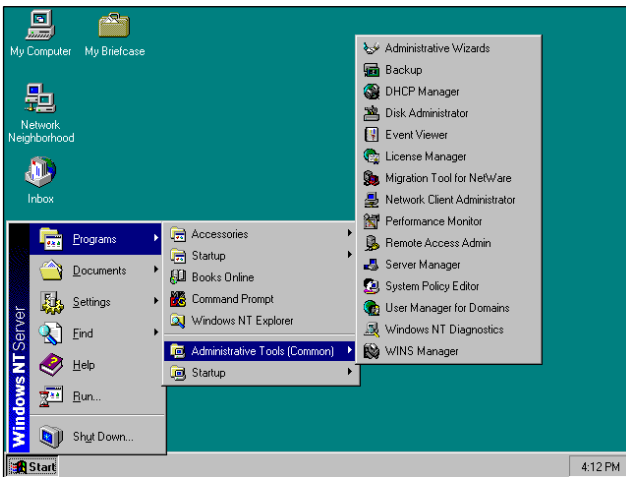 My Computer
My Briefcase
Network
Neighborhood
Inbox
Windows NT Server
Programs
Documents
Settings
Find
Help
Run...
Shut Down...
Accessories
Startup
Books Online
Command Prompt
Windows NT Explorer
Administrative Tools (Common)
Startup
Administrative Wizards
Backup
DHCP Manager
Disk Administrator
Event Viewer
License Manager
Migration Tool for NetWare
Network Client Administrator
Performance Monitor
Remote Access Admin
Server Manager
System Policy Editor
User Manager for Domains
Windows NT Diagnostics
WINS Manager
Start
4:12 PM